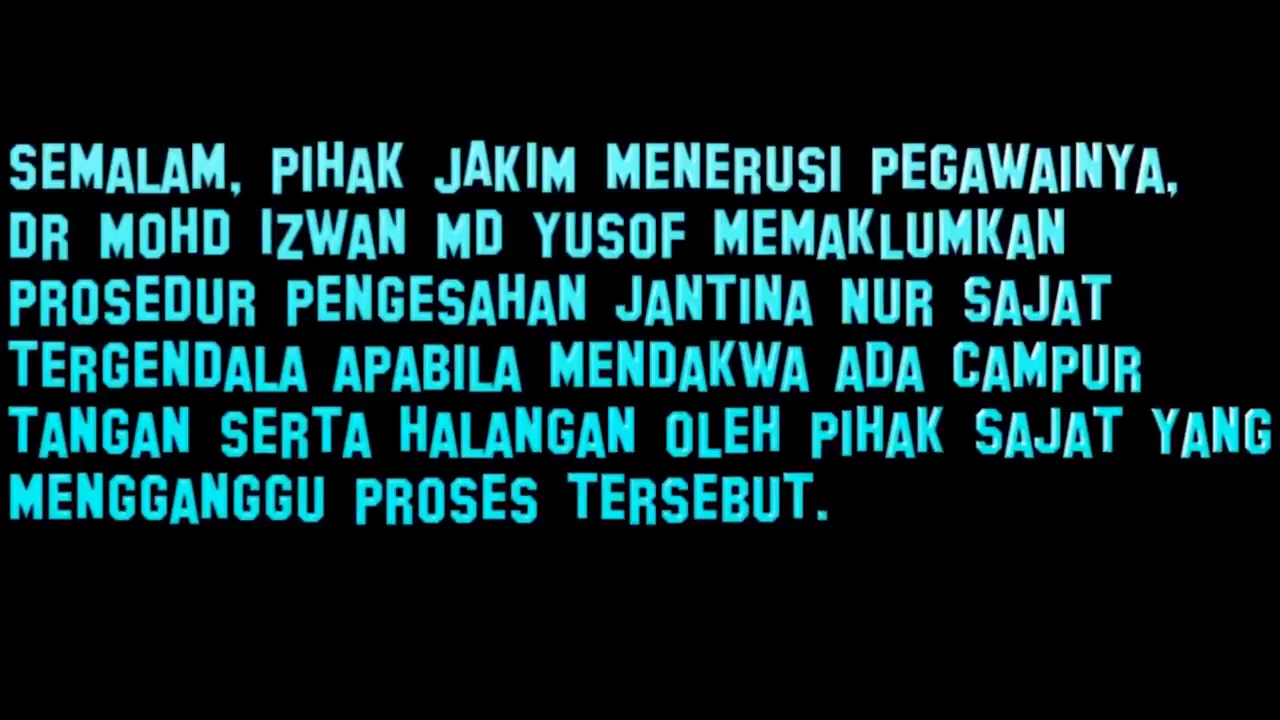 SEMALAM, PIHAK JAKIM MENERUSI PEGAWAINYA,
DR MOHD IZWAN MD YUSOF MEMAKLUMKAN
PROSEDUR PENGESAHAN JANTINA NUR SAJAT
TERGENDALA APABILA MENDAKWA ADA CAMPUR
TANGAN SERTA HALANGAN OLEH PIHAK SAJAT YANG
MENGGANGGU PROSES TERSEBUT.